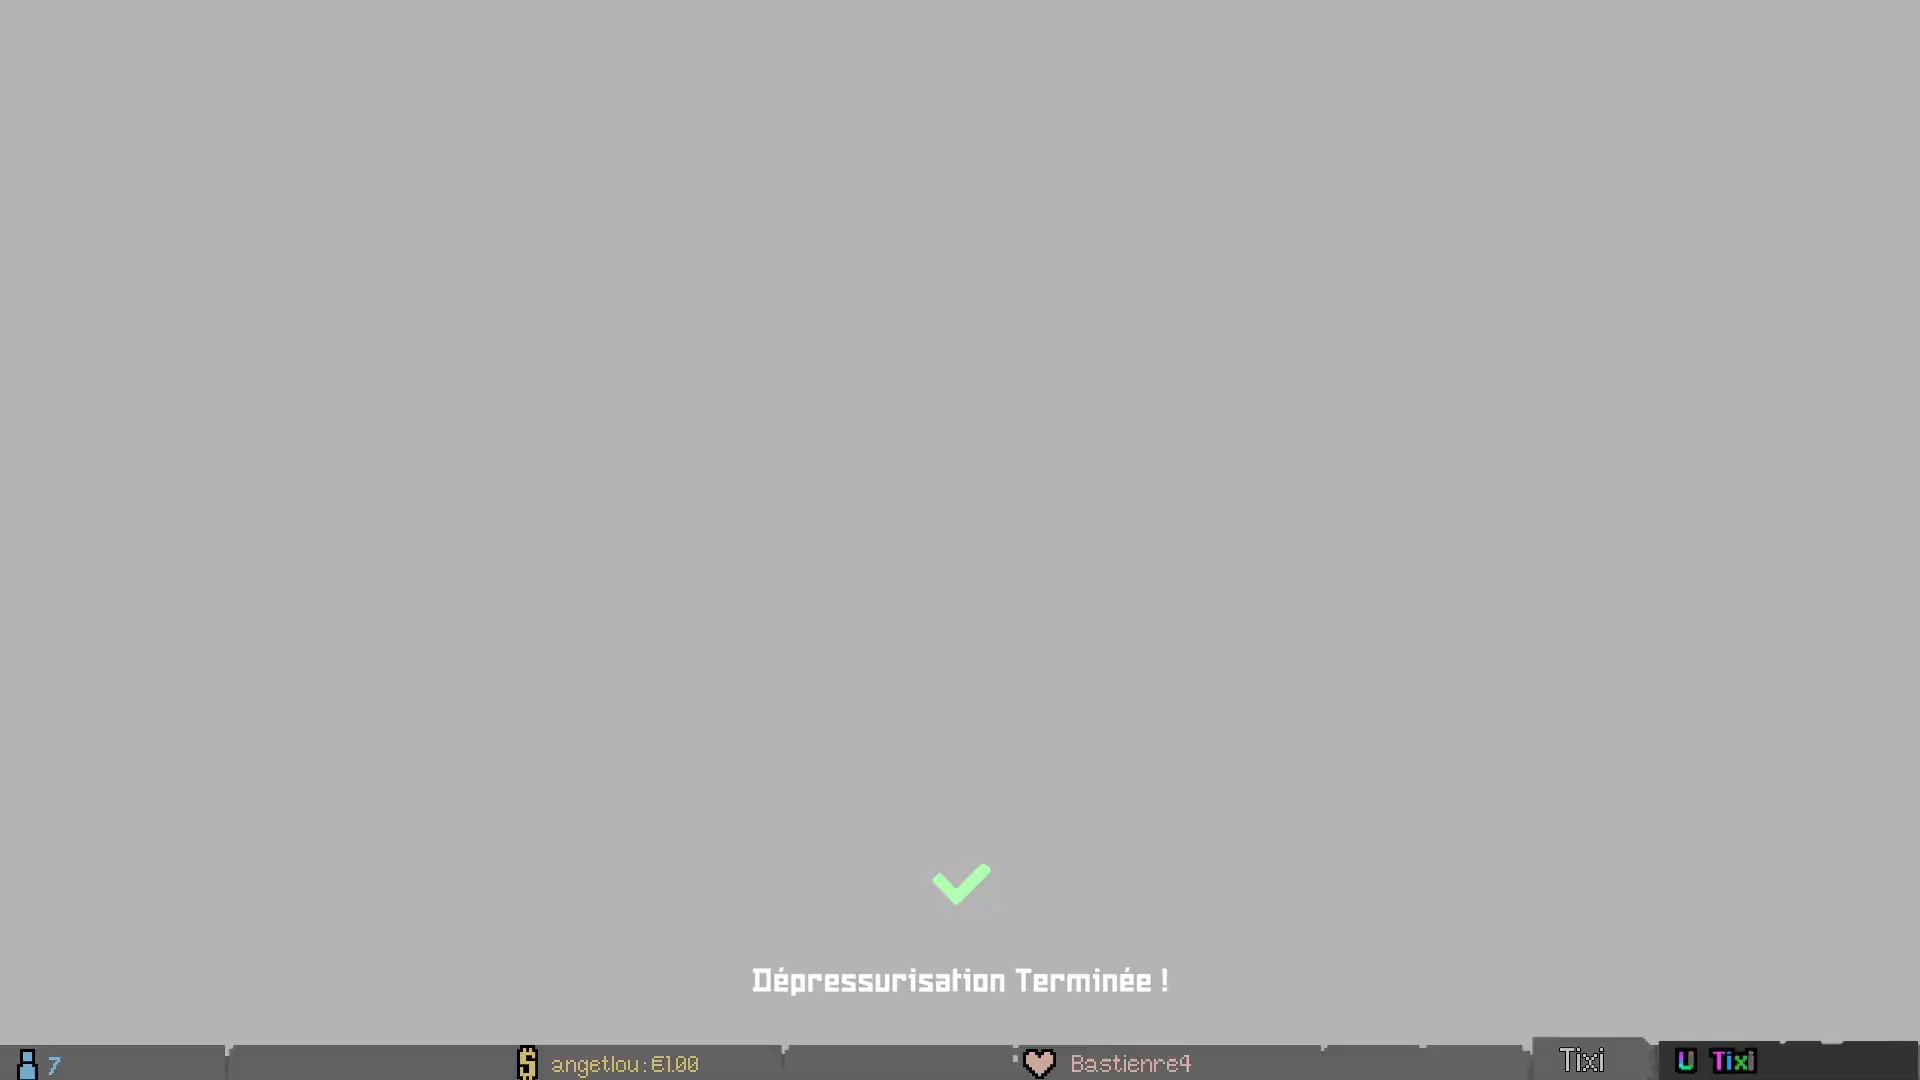 Dépressurisation Terminée !
7
angetlou : €1.00
Bastienre4
Tixi
U Tixi